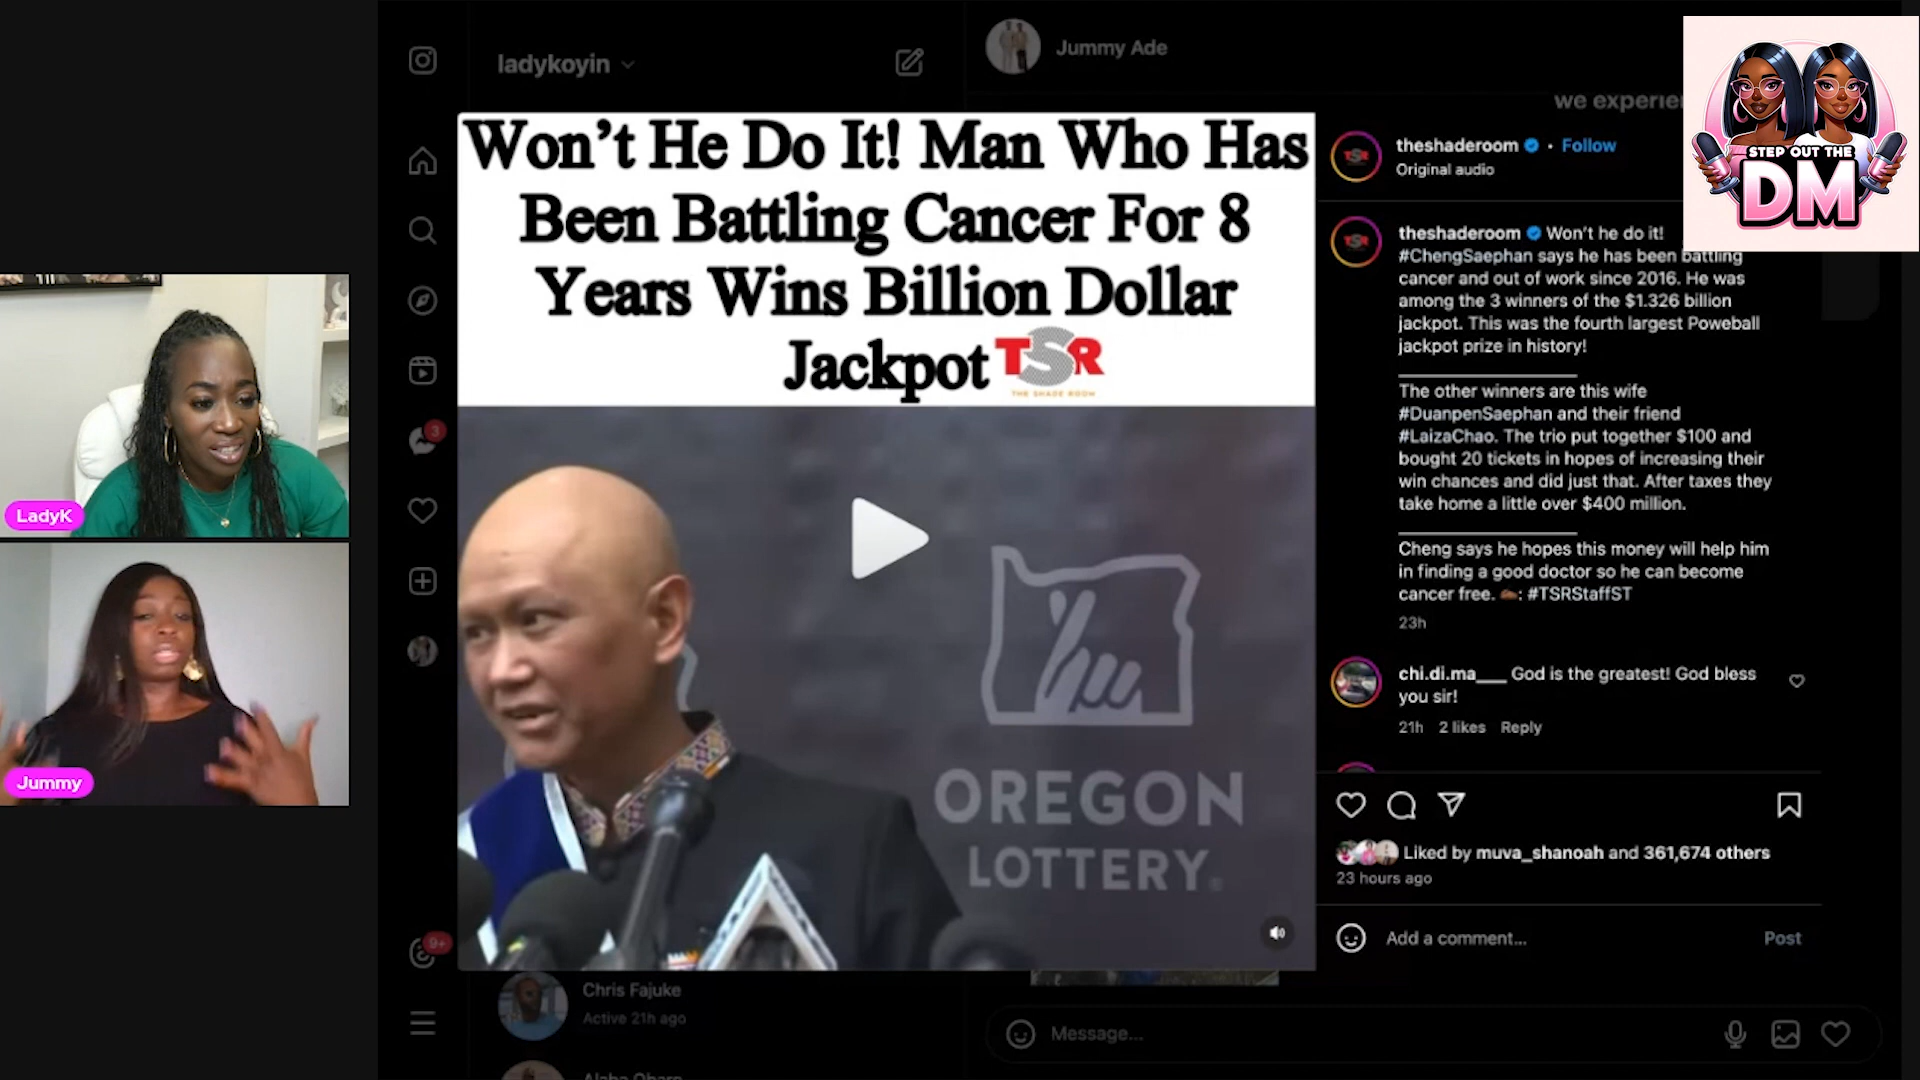 ladykoyin
Jummy Ade
we experie
STEP OUT THE
DM
Won't He Do It! Man Who Has
Been Battling Cancer For 8
Years Wins Billion Dollar
Jackpot TSR
THE SHADE ROOM
OREGON
LOTTERY
theshaderoom • Follow
Original audio
theshaderoom Won't he do it!
#ChengSaephan says he has been battling
cancer and out of work since 2016. He was
among the 3 winners of the $1.326 billion
jackpot. This was the fourth largest Poweball
jackpot prize in history!
The other winners are this wife
#DuanpenSaephan and their friend
#LaizaChao. The trio put together $100 and
bought 20 tickets in hopes of increasing their
win chances and did just that. After taxes they
take home a little over $400 million.
Cheng says he hopes this money will help him
in finding a good doctor so he can become
cancer free. ✍🏾: #TSRStaffST
23h
chi.di.ma___ God is the greatest! God bless
you sir!
21h 2 likes Reply
Liked by muva_shanoah and 361,674 others
23 hours ago
Add a comment... Post
LadyK
Jummy
3
9+
Chris Fajuke
Active 21h ago
Message...